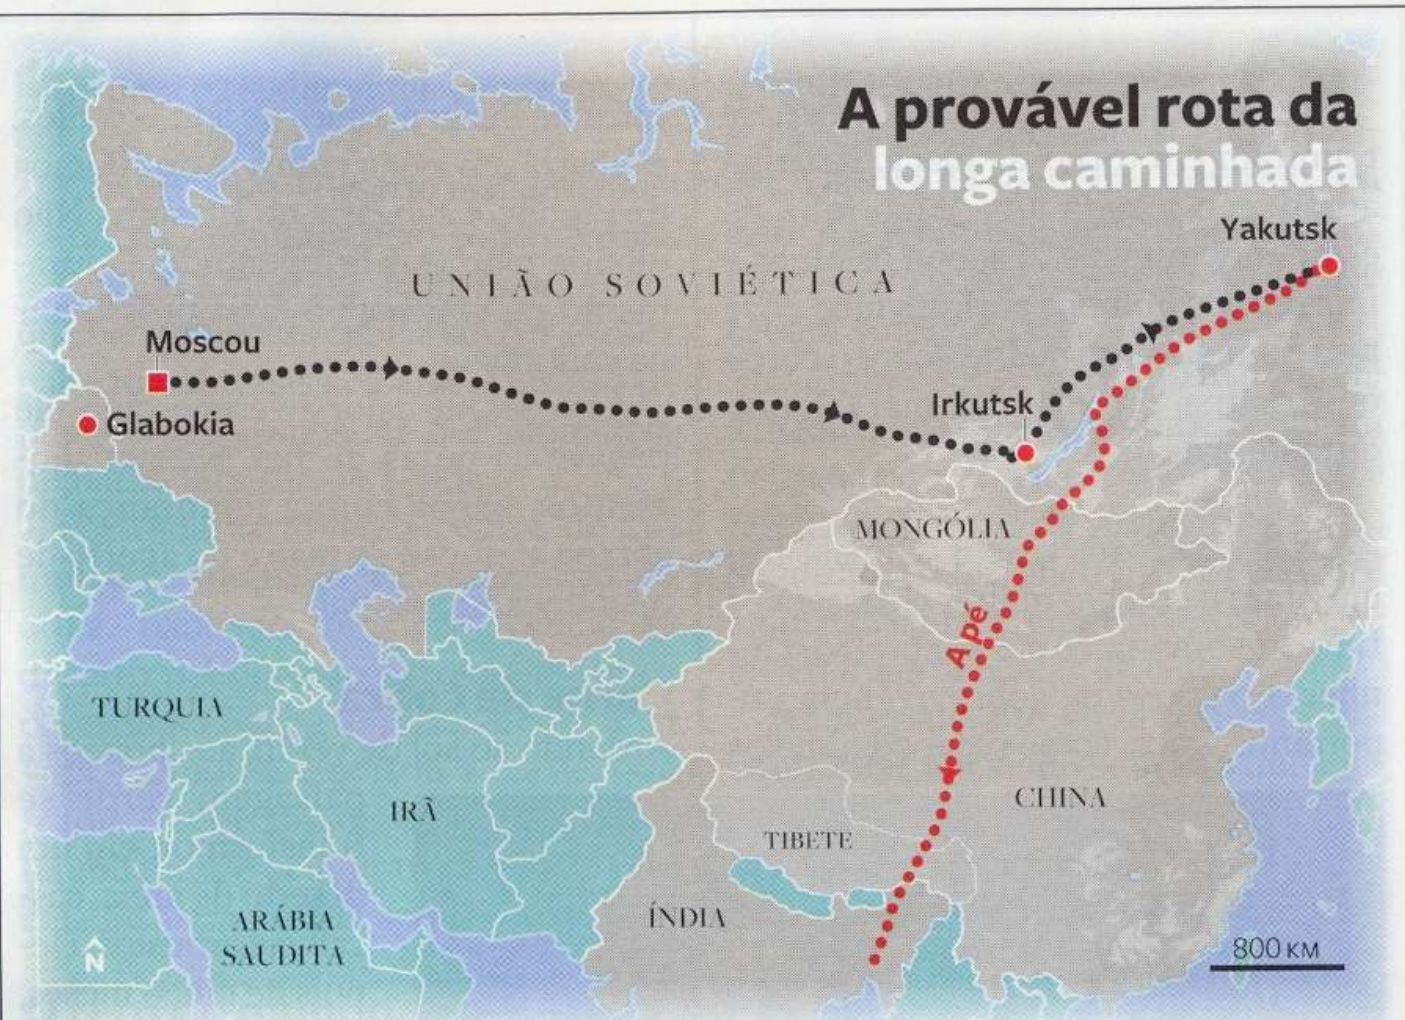 A provável rota da
longa caminhada
Yakutsk
UNIÃO SOVIÉTICA
Moscou
Irkutsk
Glabokia
MONGÓLIA
A pé
TURQUIA
CHINA
IRÃ
TIBETE
ÍNDIA
ARÁBIA
SAUDITA
800 KM
N